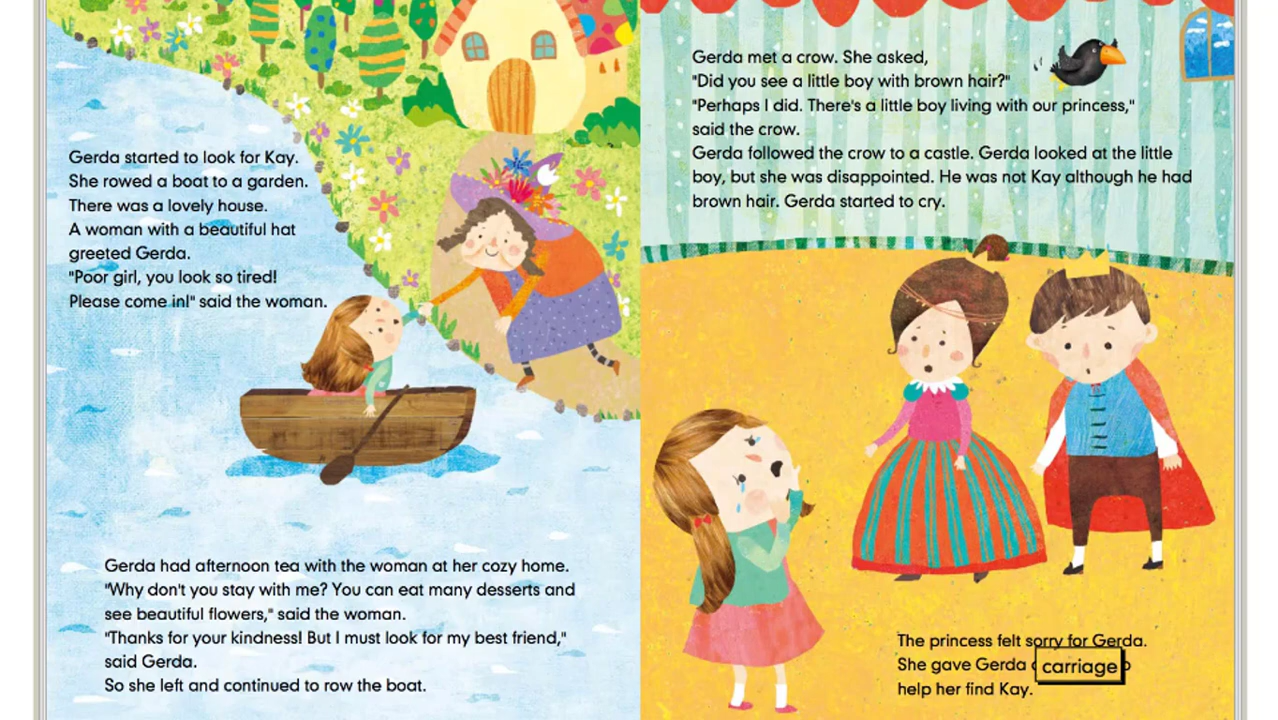 Gerda started to look for Kay.
She rowed a boat to a garden.
There was a lovely house.
A woman with a beautiful hat
greeted Gerda.
"Poor girl, you look so tired!
Please come in!" said the woman.
Gerda had afternoon tea with the woman at her cozy home.
"Why don't you stay with me? You can eat many desserts and
see beautiful flowers," said the woman.
"Thanks for your kindness! But I must look for my best friend,"
said Gerda.
So she left and continued to row the boat.
Gerda met a crow. She asked,
"Did you see a little boy with brown hair?"
"Perhaps I did. There's a little boy living with our princess,"
said the crow.
Gerda followed the crow to a castle. Gerda looked at the little
boy, but she was disappointed. He was not Kay although he had
brown hair. Gerda started to cry.
The princess felt sorry for Gerda.
She gave Gerda carriage
help her find Kay.